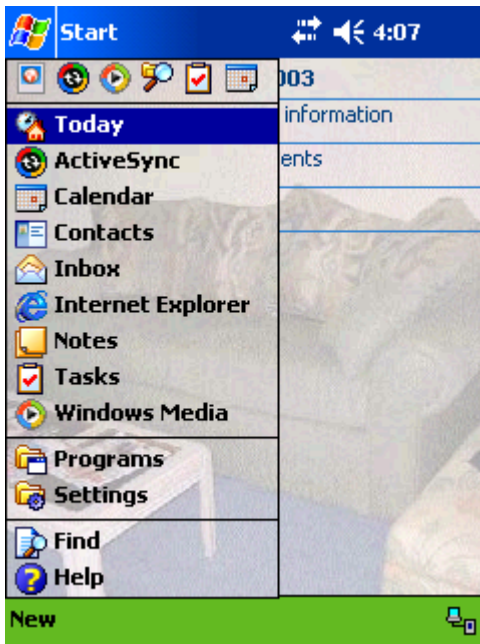 Start 4:07
003
Today
information
ActiveSync
ents
Calendar
Contacts
Inbox
Internet Explorer
Notes
Tasks
Windows Media
Programs
Settings
Find
Help
New